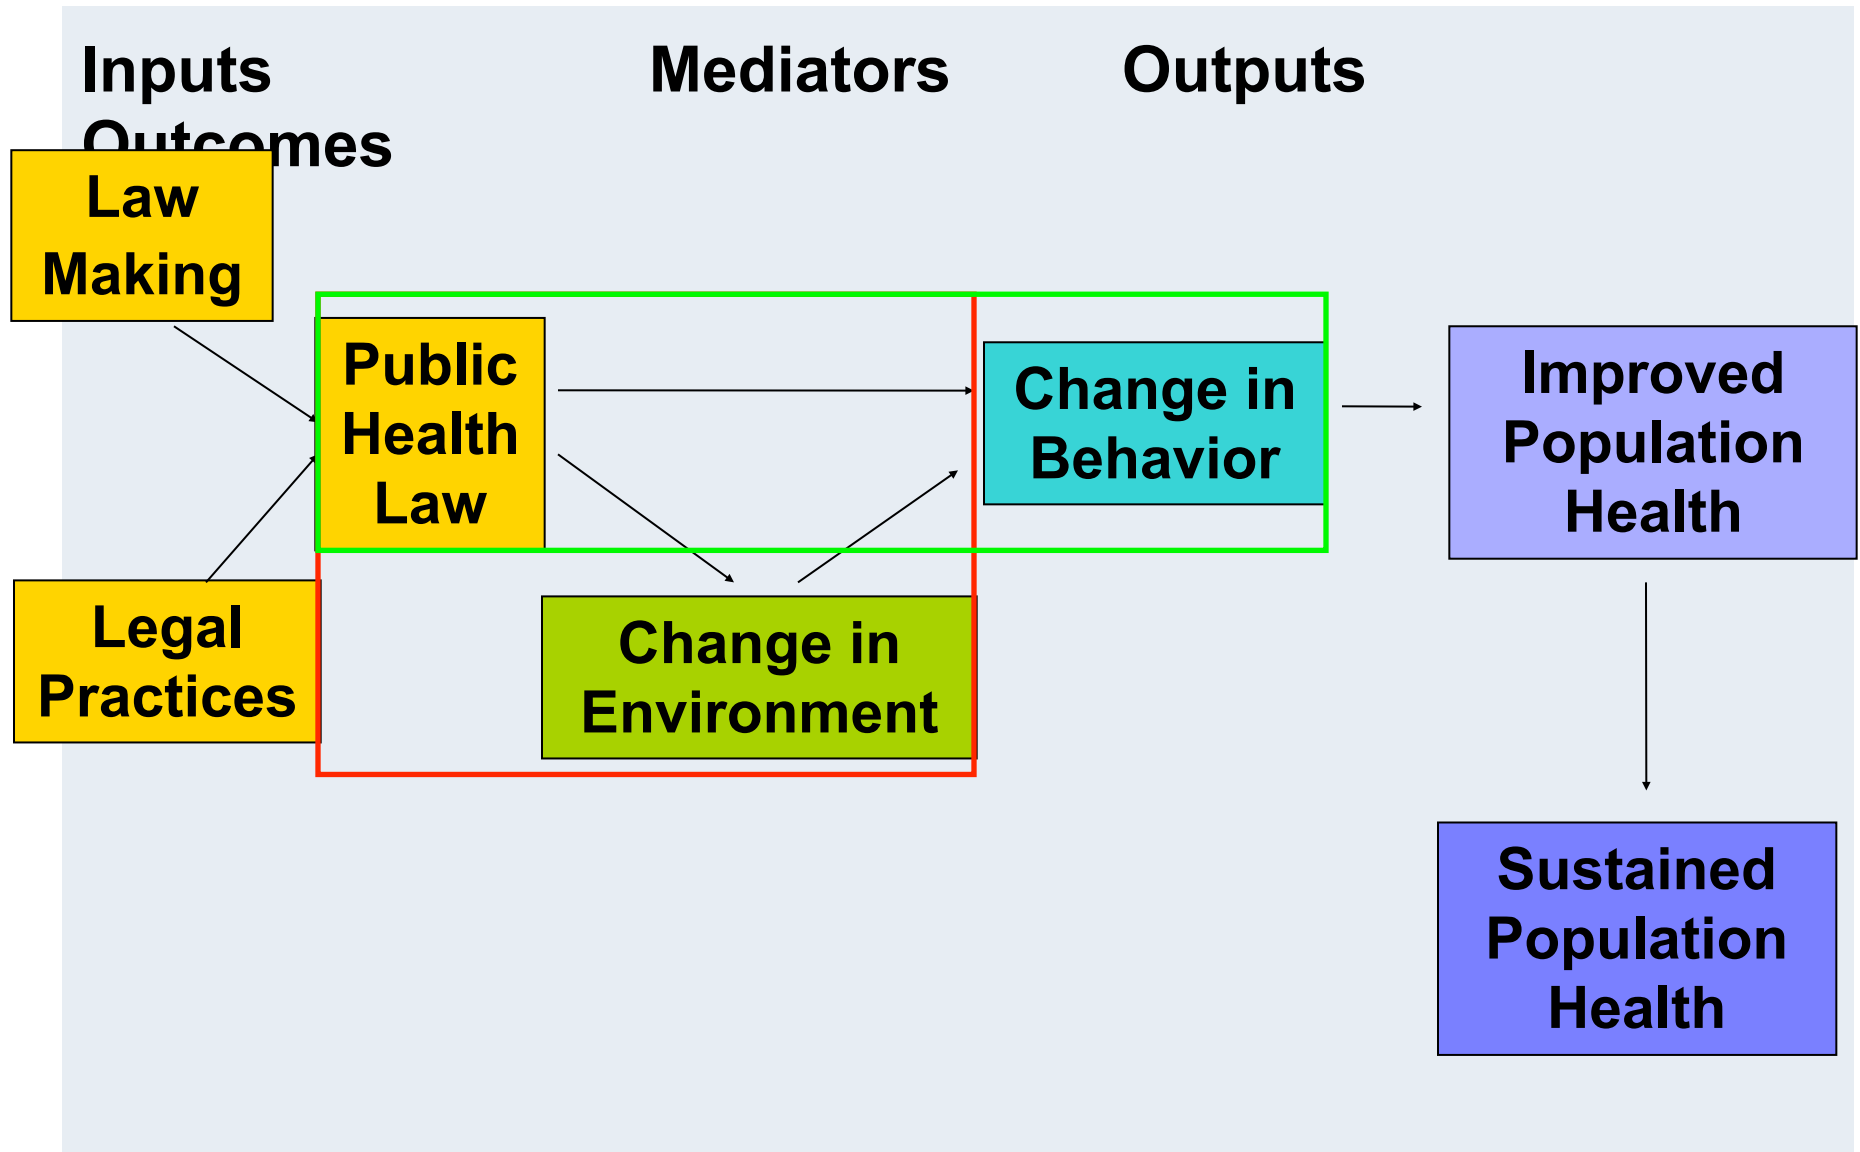 Inputs Mediators Outputs
Outcomes
Law
Making
Public
Health
Law
Change in
Behavior
Improved
Population
Health
Legal
Practices
Change in
Environment
Sustained
Population
Health